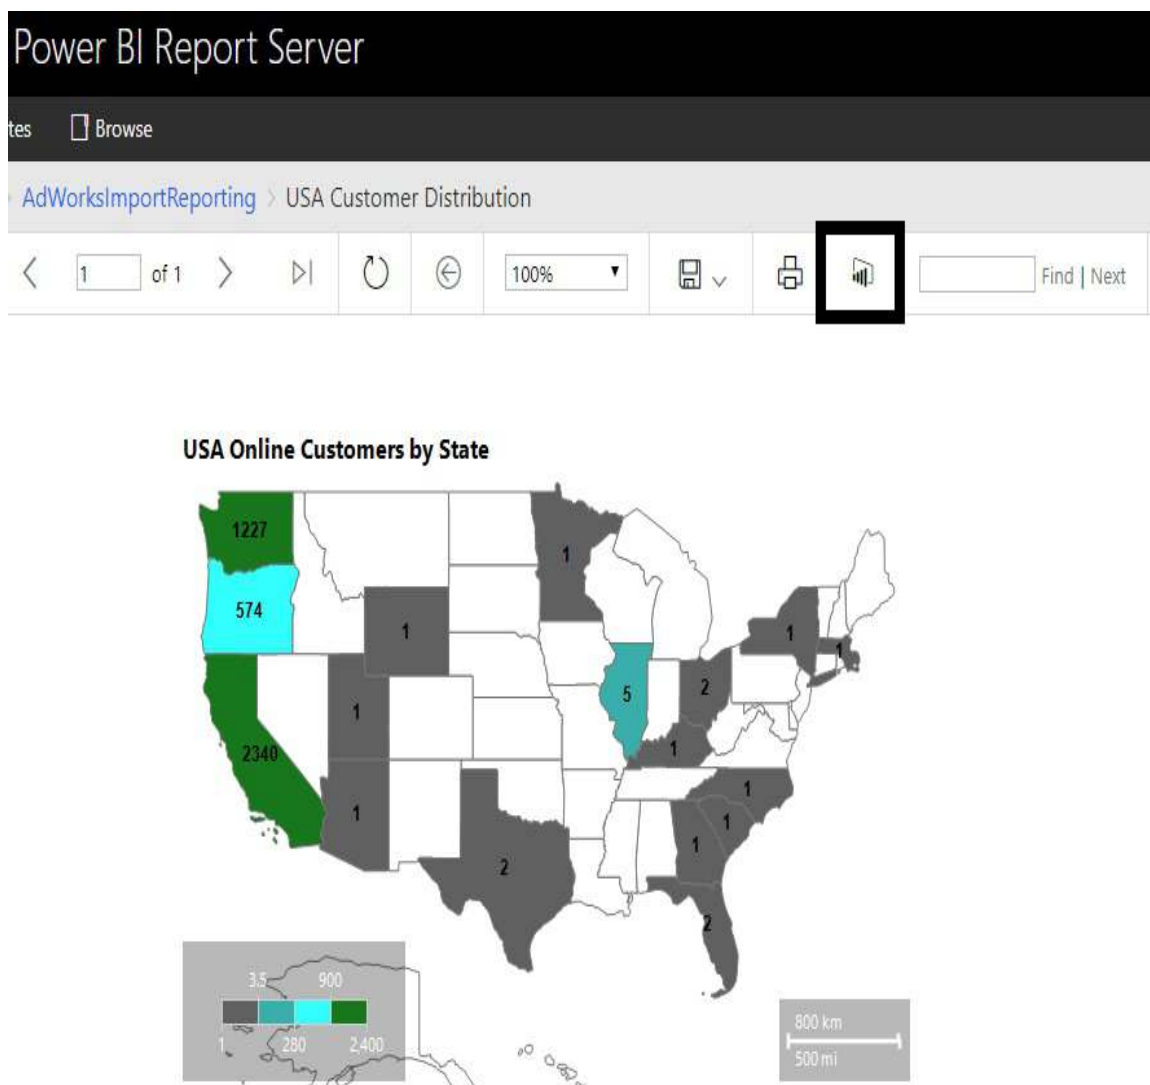 Power BI Report Server
tes Browse
AdWorksImportReporting > USA Customer Distribution
1 of 1 100% Find | Next
USA Online Customers by State
1227
1
574
1
1
1
5
2
1
1
2340
1
1
1
1
2
1
2
3.5 900
1 280 2,400
800 km
500 mi